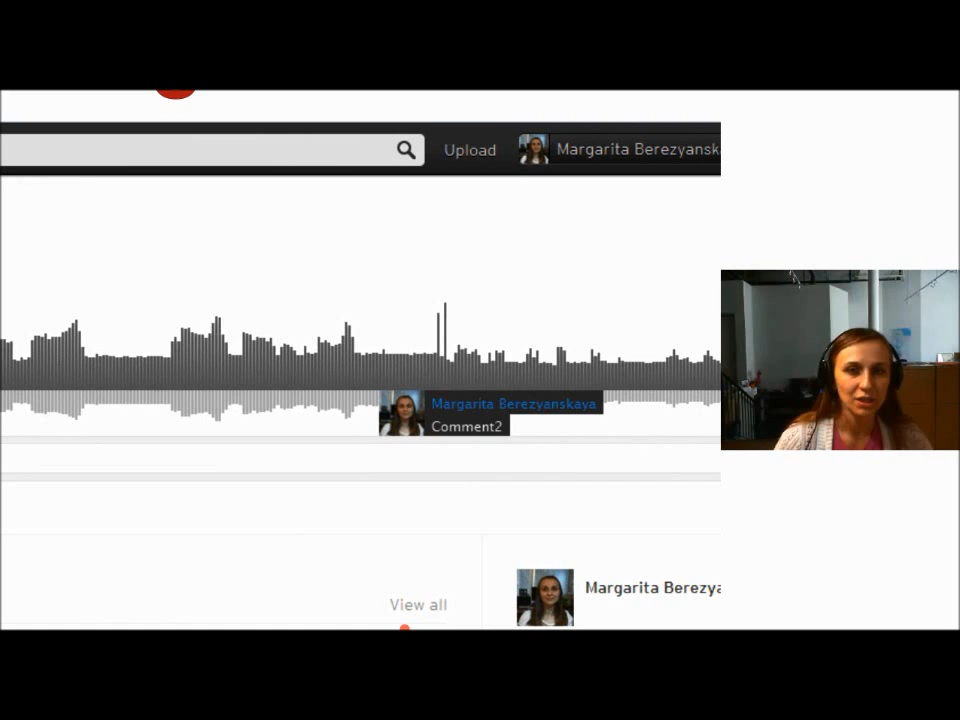 Upload
Margarita Berezyansk
Margarita Berezyanskaya
Comment2
View all
Margarita Berezya